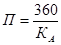 П = 360 / K_A